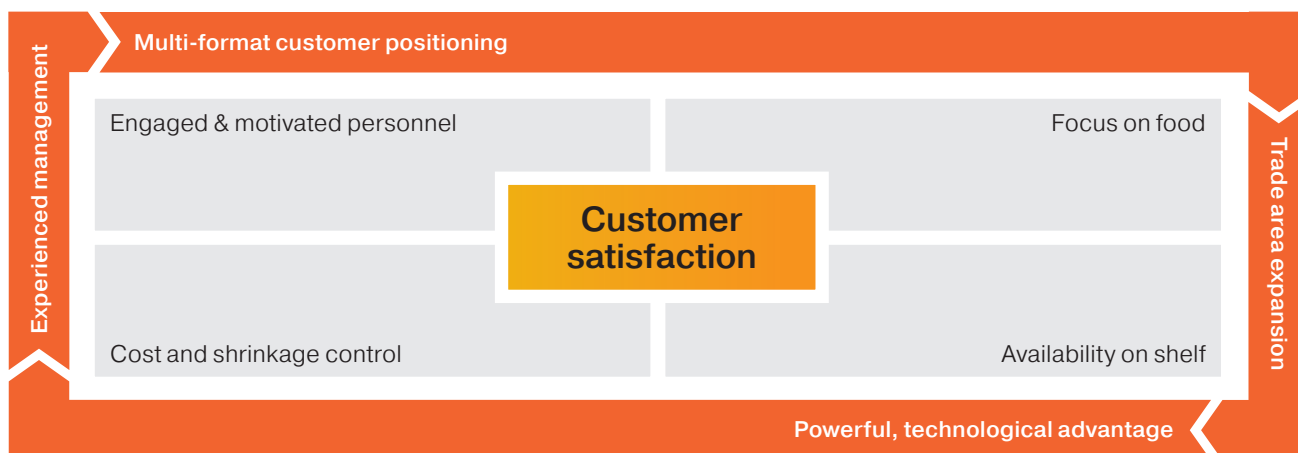 Multi-format customer positioning
Experienced management
Engaged & motivated personnel
Focus on food
Customer
satisfaction
Trade area expansion
Cost and shrinkage control
Availability on shelf
Powerful, technological advantage